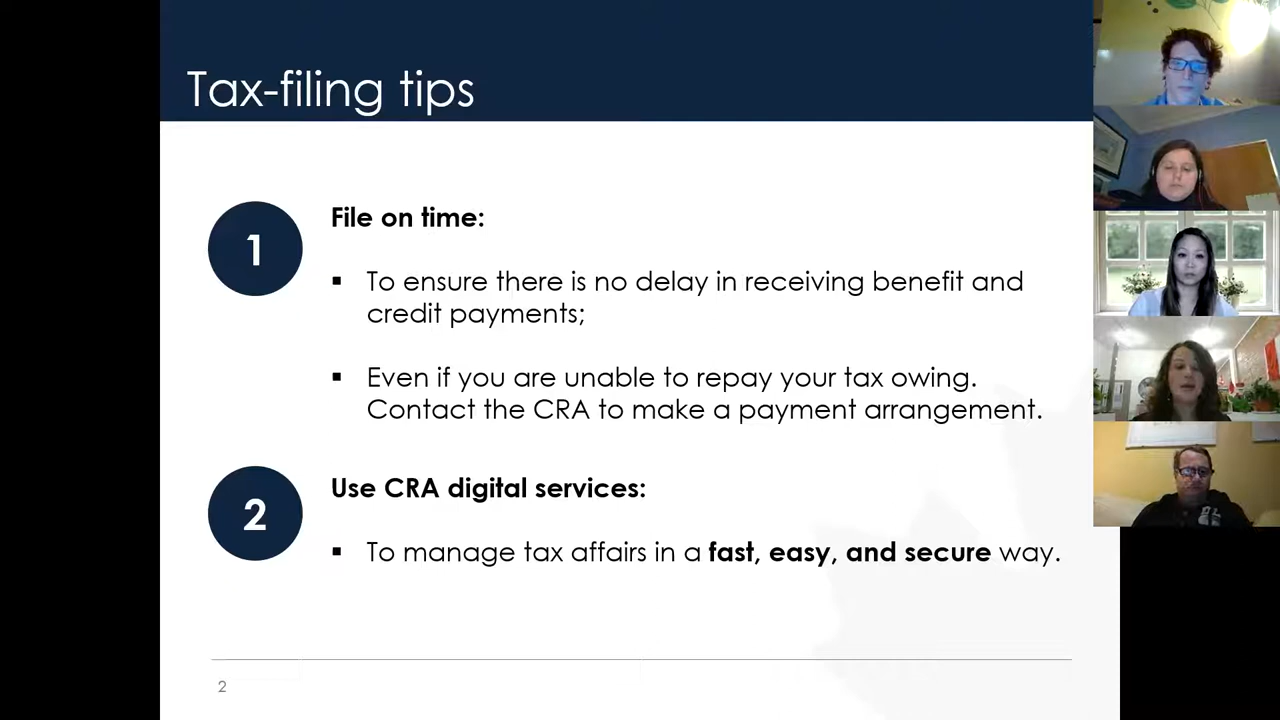 Tax-filing tips
1
File on time:
▪ To ensure there is no delay in receiving benefit and
credit payments;
▪ Even if you are unable to repay your tax owing.
Contact the CRA to make a payment arrangement.
2
Use CRA digital services:
▪ To manage tax affairs in a fast, easy, and secure way.
2